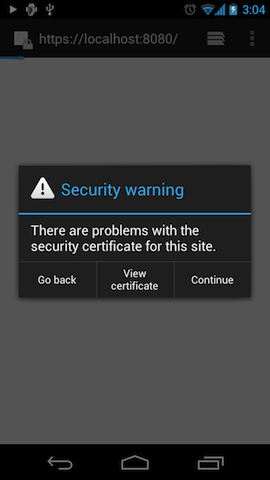 3:04
https://localhost:8080/
Security warning
There are problems with the
security certificate for this site.
Go back
View
certificate
Continue